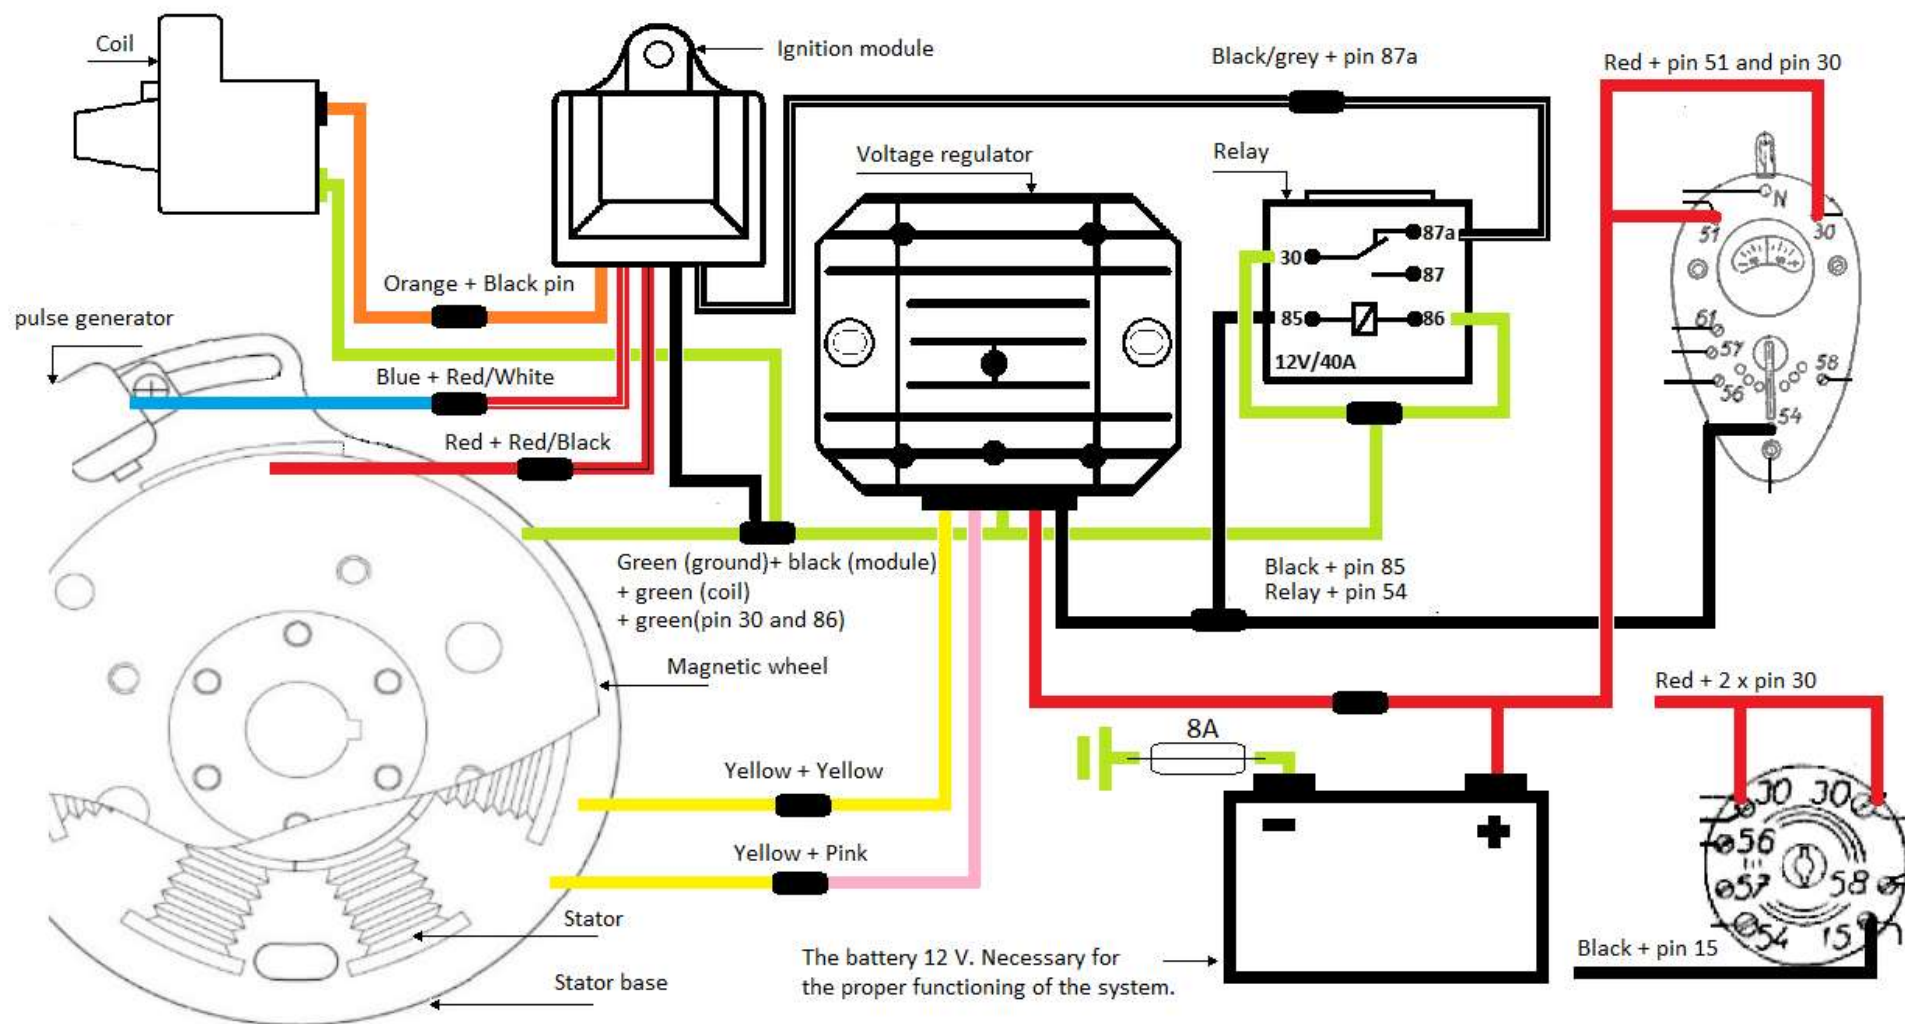 Coil
Ignition module
Black/grey + pin 87a
Red + pin 51 and pin 30
Voltage regulator
Relay
N
51
30
87a
30
87
85
86
12V/40A
Orange + Black pin
pulse generator
Blue + Red/White
Red + Red/Black
61
57
56
58
54
Green (ground)+ black (module)
+ green (coil)
+ green(pin 30 and 86)
Black + pin 85
Relay + pin 54
Magnetic wheel
Red + 2 x pin 30
8A
Yellow + Yellow
Yellow + Pink
- +
30 30
56
57 58
54 15
Stator
Stator base
The battery 12 V. Necessary for
the proper functioning of the system.
Black + pin 15